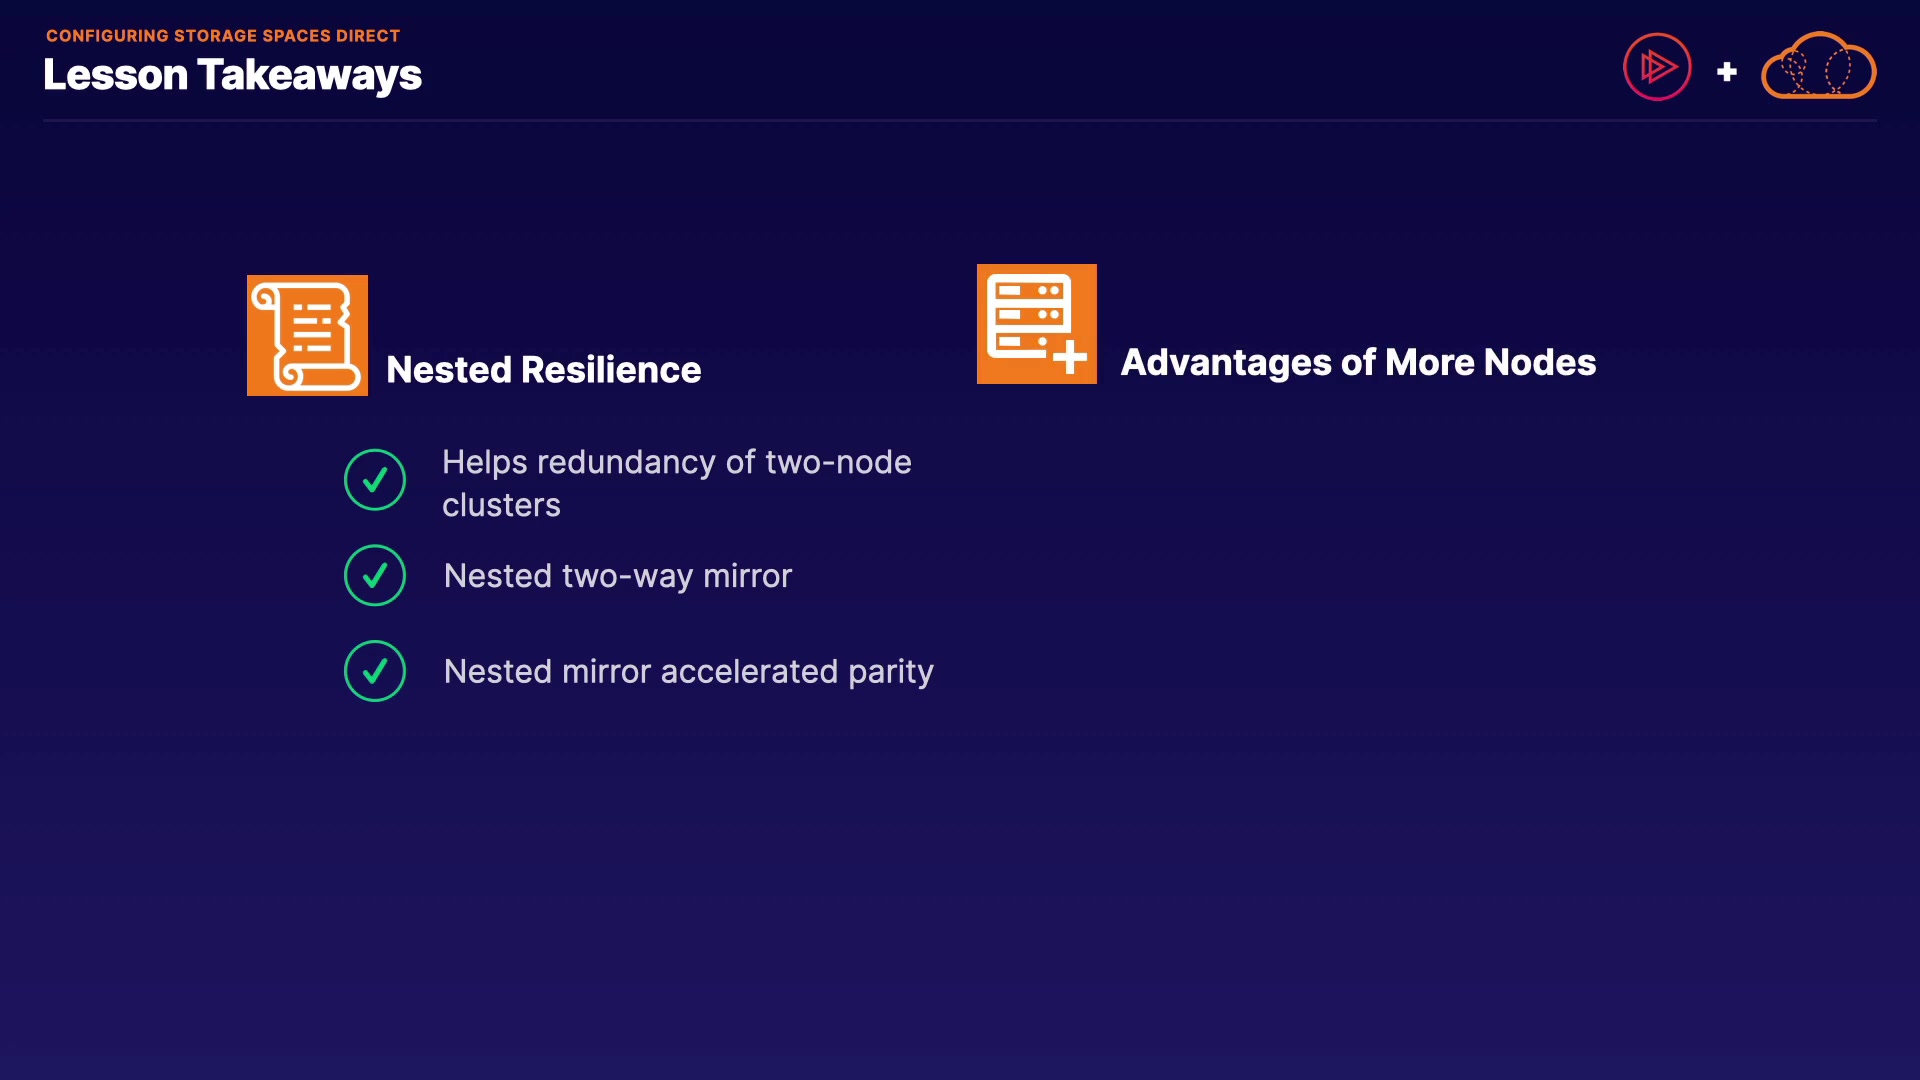 CONFIGURING STORAGE SPACES DIRECT
Lesson Takeaways
Nested Resilience
Helps redundancy of two-node
clusters
Nested two-way mirror
Nested mirror accelerated parity
Advantages of More Nodes